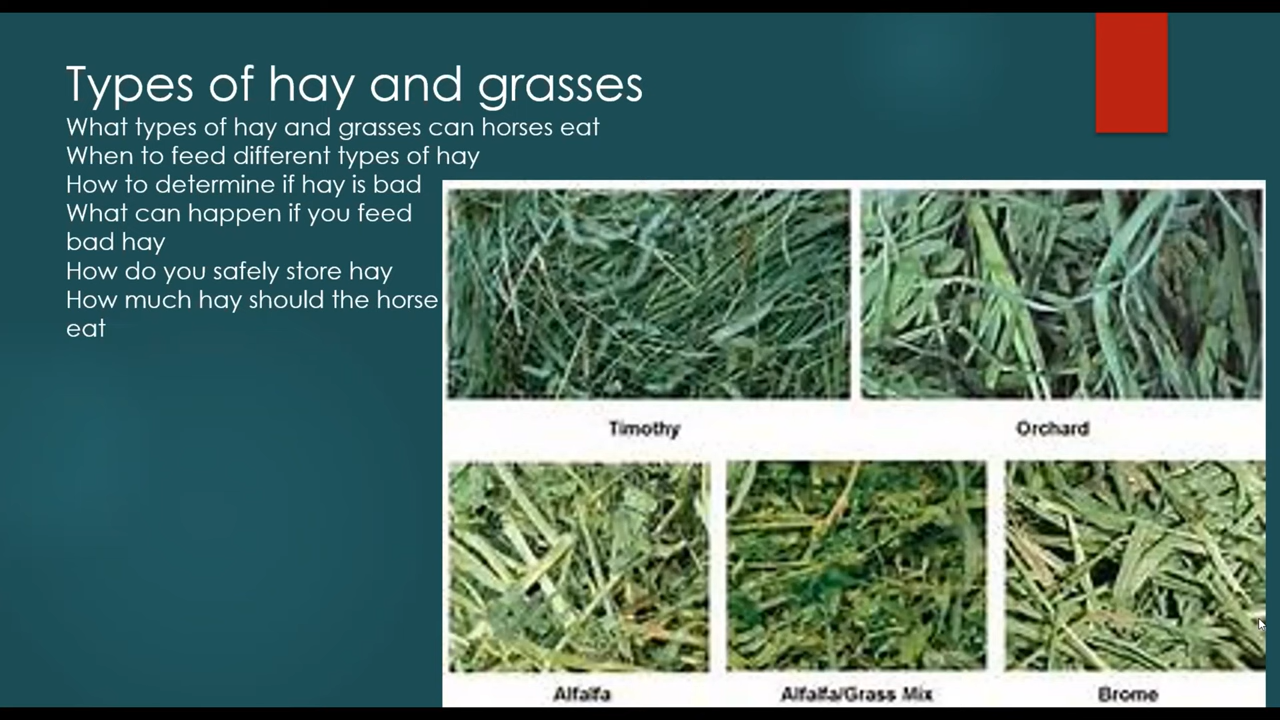 Types of hay and grasses
What types of hay and grasses can horses eat
When to feed different types of hay
How to determine if hay is bad
What can happen if you feed
bad hay
How do you safely store hay
How much hay should the horse
eat
Timothy
Orchard
Alfalfa
Alfalfa/Grass Mix
Brome